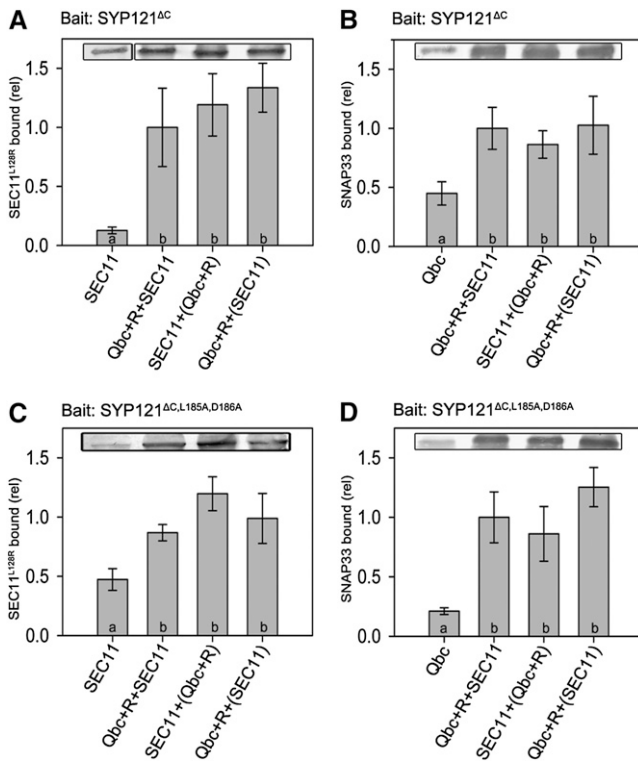 A
Bait: SYP121ΔC
SEC11L128R bound (rel)
1.5
1.0
0.5
0.0
a
b
b
b
SEC11
Qbc+R+SEC11
SEC11+(Qbc+R)
Qbc+R+(SEC11)
B
Bait: SYP121ΔC
SNAP33 bound (rel)
1.5
1.0
0.5
0.0
a
b
b
b
Qbc
Qbc+R+SEC11
SEC11+(Qbc+R)
Qbc+R+(SEC11)
C
Bait: SYP121ΔC,L185A,D186A
SEC11L128R bound (rel)
1.5
1.0
0.5
0.0
a
b
b
b
SEC11
Qbc+R+SEC11
SEC11+(Qbc+R)
Qbc+R+(SEC11)
D
Bait: SYP121ΔC,L185A,D186A
SNAP33 bound (rel)
1.5
1.0
0.5
0.0
a
b
b
b
Qbc
Qbc+R+SEC11
SEC11+(Qbc+R)
Qbc+R+(SEC11)